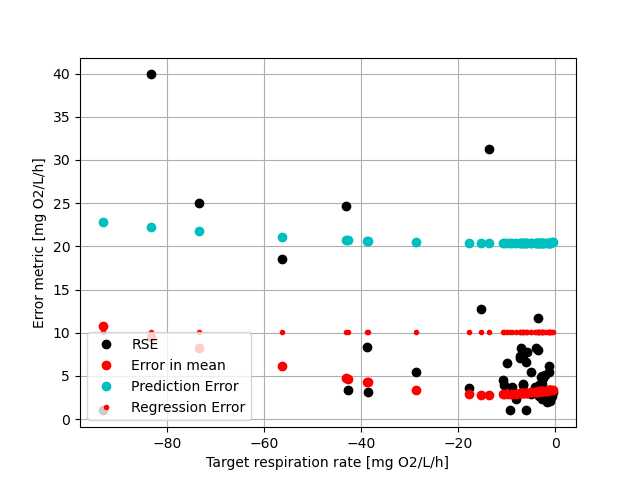 40
35
30
25
20
15
10
5
0
Error metric [mg O2/L/h]
RSE
Error in mean
Prediction Error
Regression Error
−80
−60
−40
−20
0
Target respiration rate [mg O2/L/h]